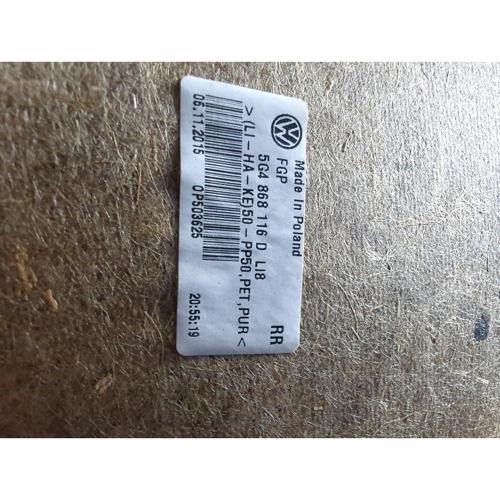 Made In Poland
FGP RR
5G4 868 116 D LI8
>(LI-HA-KE)50-PP50,PET,PUR<
06.11.2015 0P503625 20:55:19